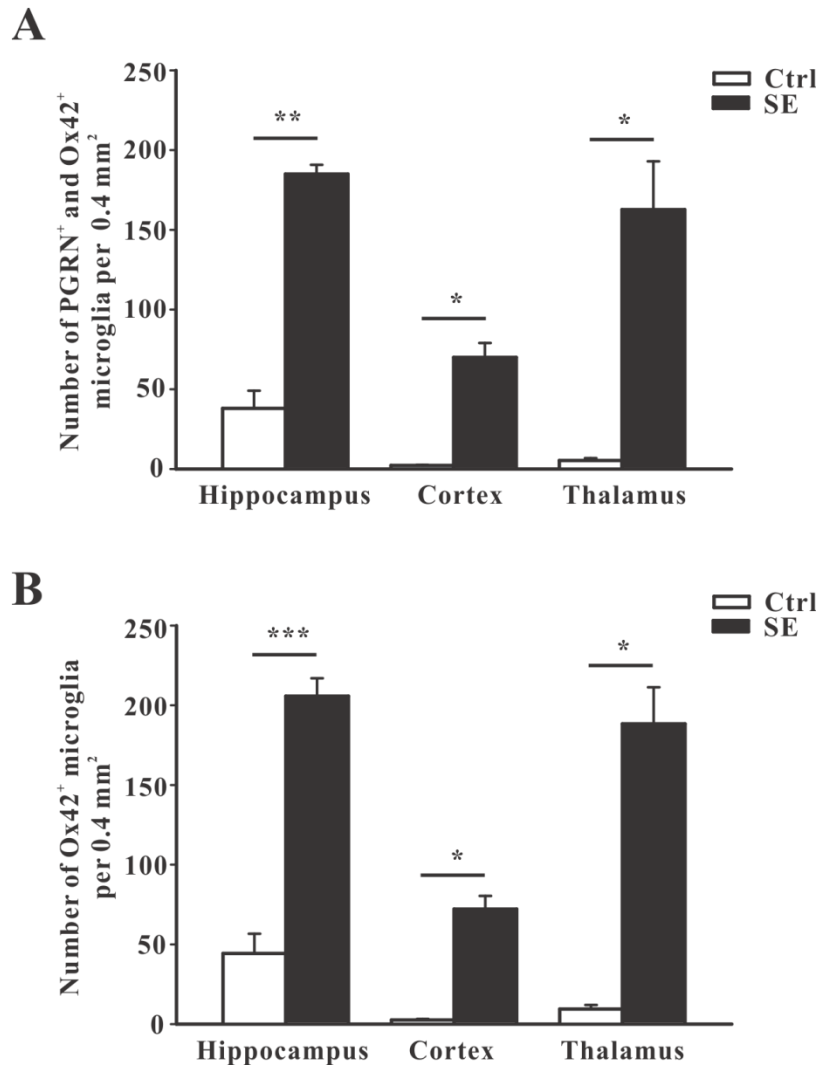 A
Number of PGRN⁺ and Ox42⁺
microglia per 0.4 mm²
250
200
150
100
50
0
**
*
*
Ctrl
SE
Hippocampus Cortex Thalamus
B
Number of Ox42⁺ microglia
per 0.4 mm²
250
200
150
100
50
0
***
*
*
Ctrl
SE
Hippocampus Cortex Thalamus